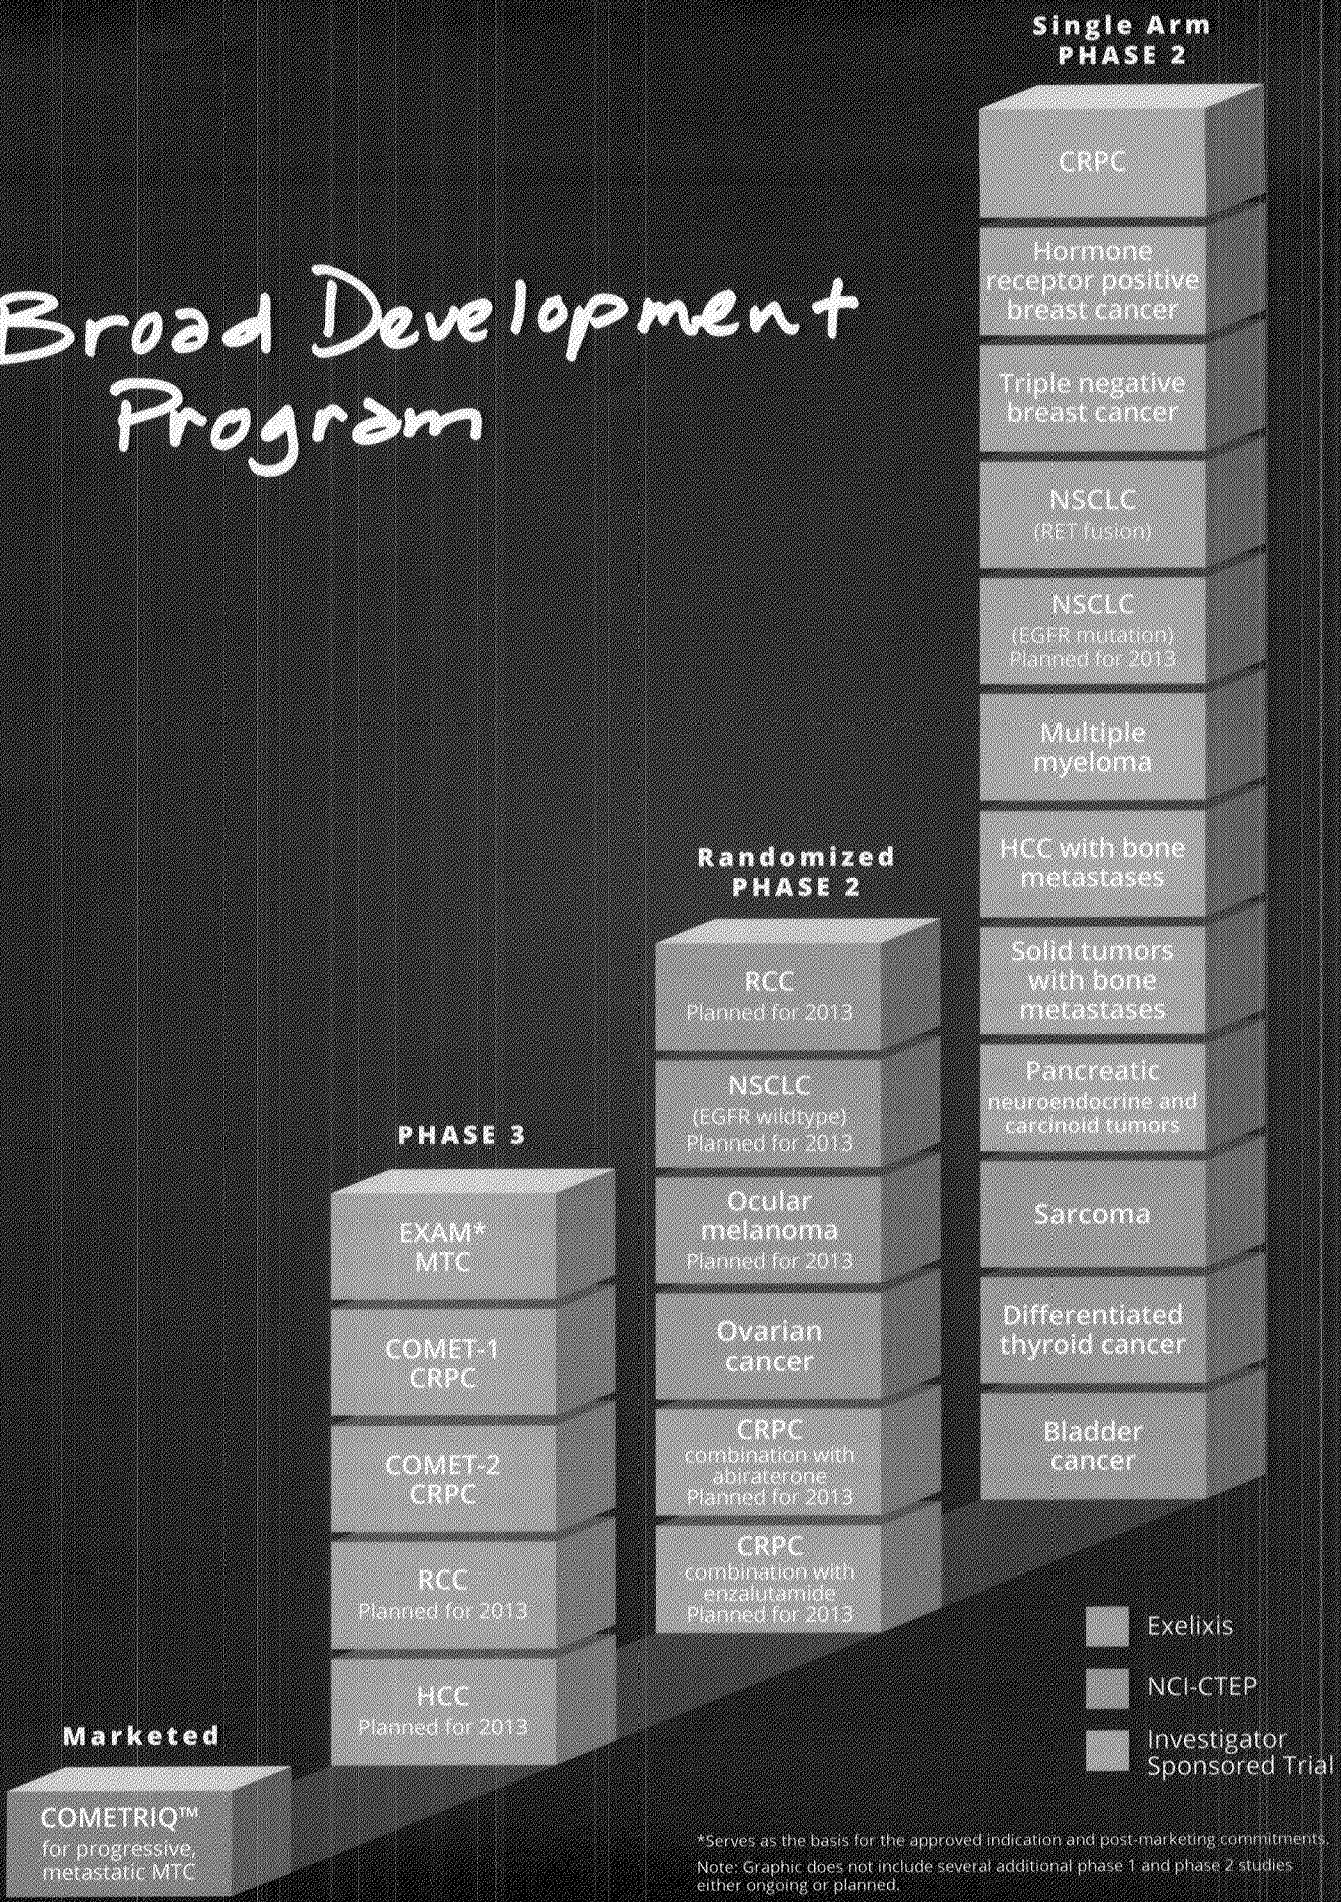 Single Arm
PHASE 2
CRPC
Hormone
receptor positive
breast cancer
Triple negative
breast cancer
NSCLC
(RET fusion)
NSCLC
(EGFR mutation)
Planned for 2013
Multiple
myeloma
HCC with bone
metastases
Solid tumors
with bone
metastases
Pancreatic
neuroendocrine and
carcinoid tumors
Sarcoma
Differentiated
thyroid cancer
Bladder
cancer
Broad Development
Program
Randomized
PHASE 2
RCC
Planned for 2013
NSCLC
(EGFR wildtype)
Planned for 2013
Ocular
melanoma
Planned for 2013
Ovarian
cancer
CRPC
combination with
abiraterone
Planned for 2013
CRPC
combination with
enzalutamide
Planned for 2013
PHASE 3
EXAM*
MTC
COMET-1
CRPC
COMET-2
CRPC
RCC
Planned for 2013
HCC
Planned for 2013
Marketed
COMETRIQ™
for progressive,
metastatic MTC
Exelixis
NCI-CTEP
Investigator
Sponsored Trial
*Serves as the basis for the approved indication and post-marketing commitments.
Note: Graphic does not include several additional phase 1 and phase 2 studies
either ongoing or planned.